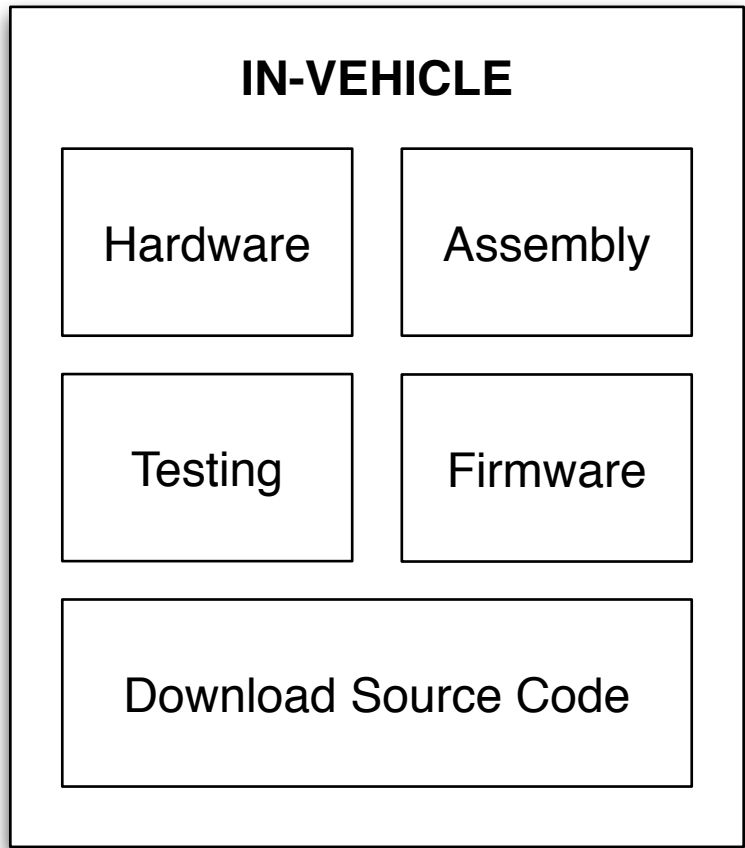 IN-VEHICLE
Hardware
Assembly
Testing
Firmware
Download Source Code